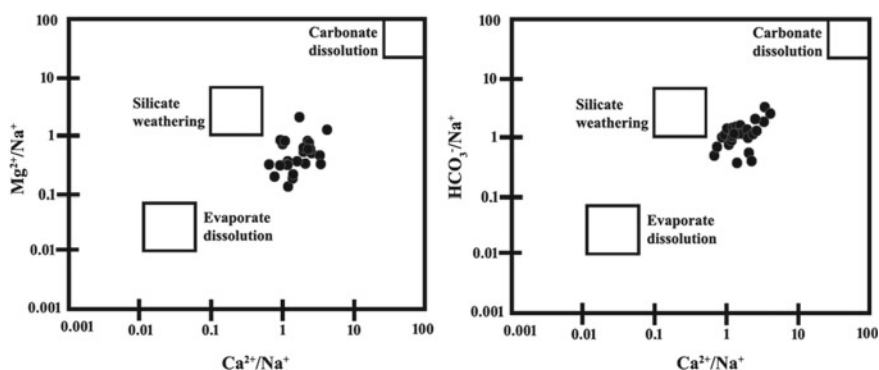 100
10
1
0.1
0.01
0.001
Mg²⁺/Na⁺
Carbonate
dissolution
Silicate
weathering
Evaporate
dissolution
0.001
0.01
0.1
1
10
100
Ca²⁺/Na⁺
100
10
1
0.1
0.01
0.001
HCO₃⁻/Na⁺
Carbonate
dissolution
Silicate
weathering
Evaporate
dissolution
0.001
0.01
0.1
1
10
100
Ca²⁺/Na⁺